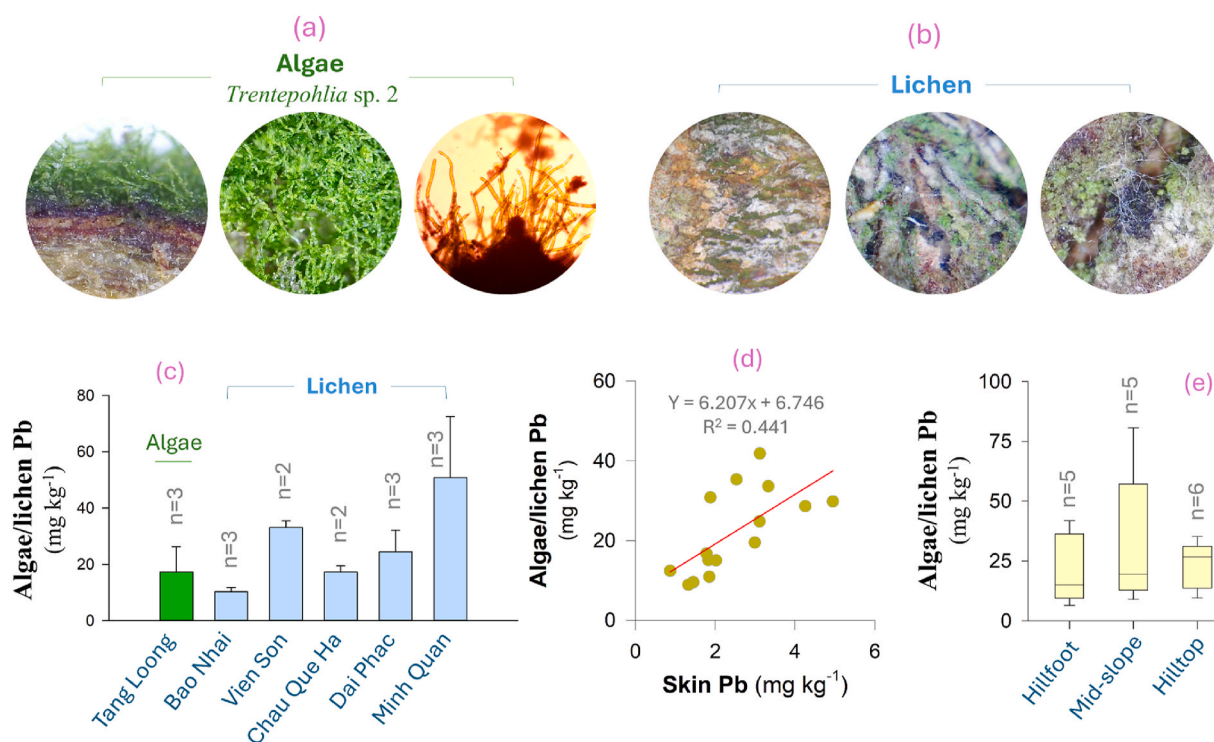 (a)
Algae
Trentepohlia sp. 2
(b)
Lichen
(c)
Lichen
Algae/lichen Pb
(mg kg⁻¹)
80
60
40
20
0
Algae
n=3
n=3
n=2
n=2
n=3
n=3
Tang Loong
Bao Nhai
Vien Son
Chau Que Ha
Dai Phac
Minh Quan
(d)
Algae/lichen Pb
(mg kg⁻¹)
60
40
20
0
Y = 6.207x + 6.746
R² = 0.441
0
2
4
6
Skin Pb (mg kg⁻¹)
(e)
Algae/lichen Pb
(mg kg⁻¹)
100
75
50
25
0
n=5
n=5
n=6
Hillfoot
Mid-slope
Hilltop